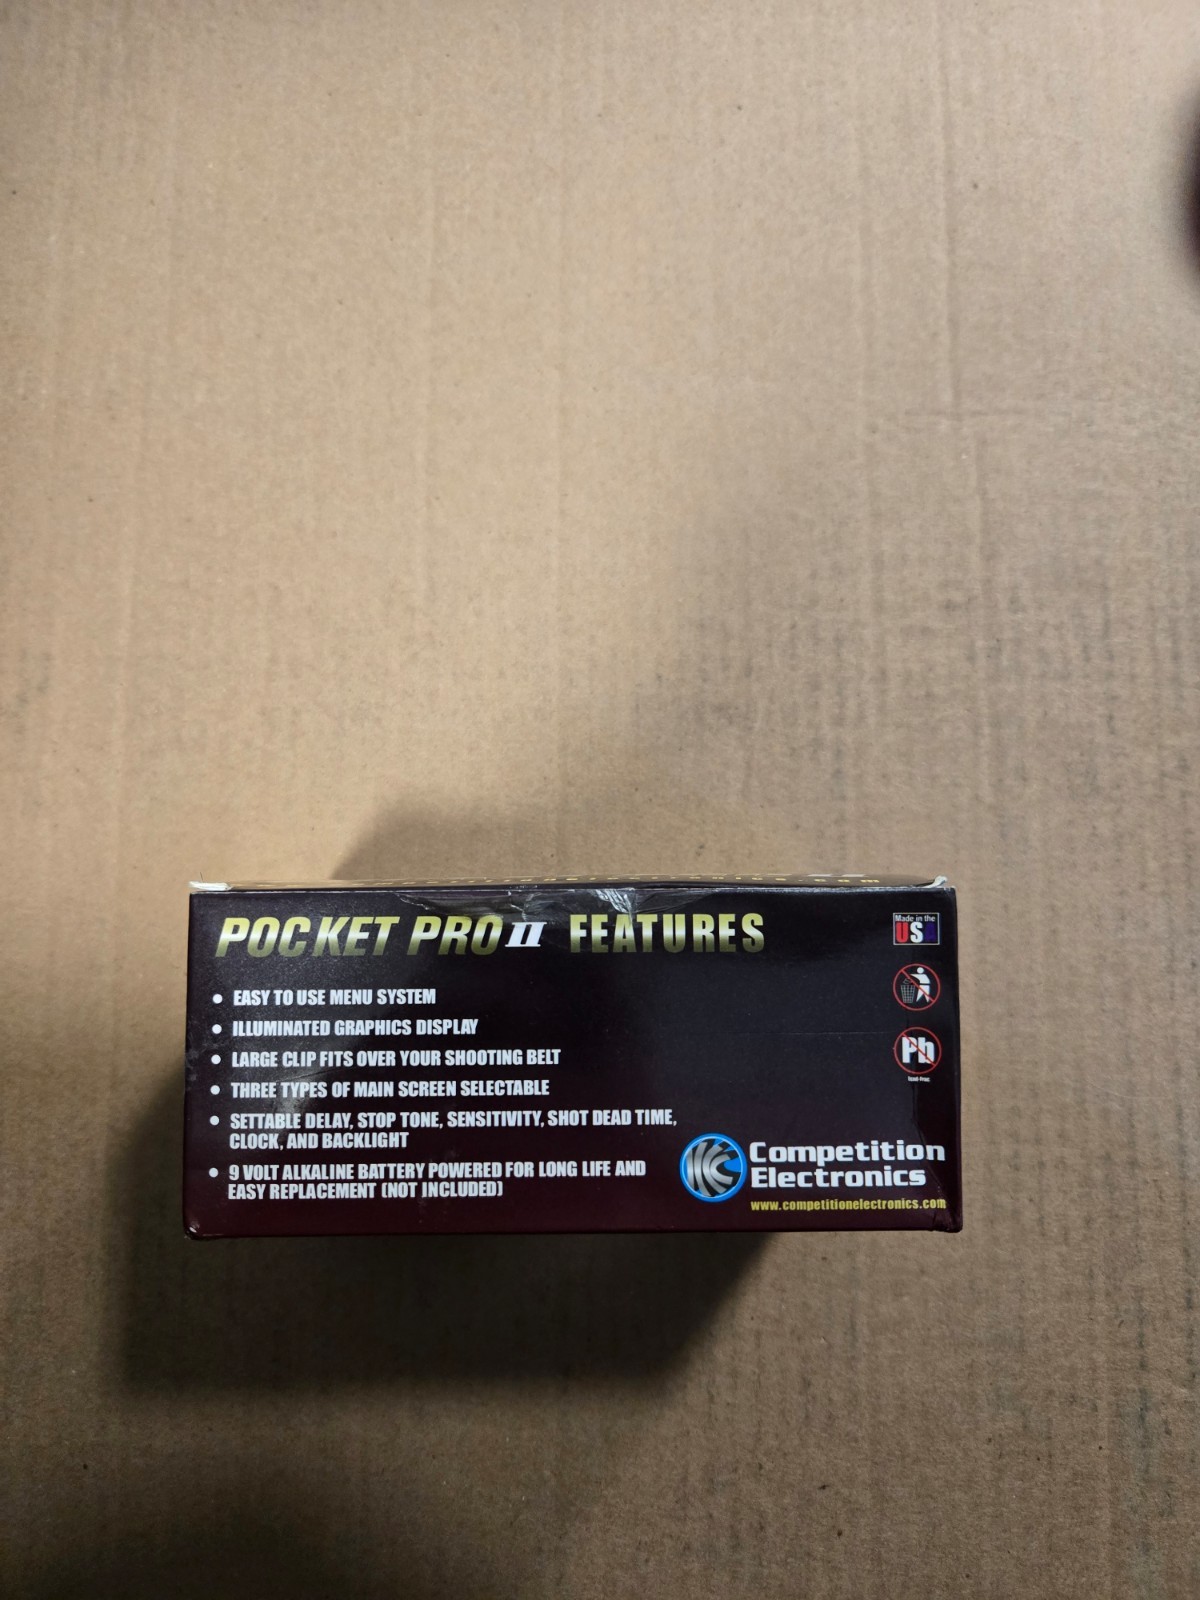 POCKET PRO II FEATURES
Made in the
USA
• EASY TO USE MENU SYSTEM
• ILLUMINATED GRAPHICS DISPLAY
• LARGE CLIP FITS OVER YOUR SHOOTING BELT
Pb
lead-free
• THREE TYPES OF MAIN SCREEN SELECTABLE
• SETTABLE DELAY, STOP TONE, SENSITIVITY, SHOT DEAD TIME,
CLOCK, AND BACKLIGHT
• 9 VOLT ALKALINE BATTERY POWERED FOR LONG LIFE AND
EASY REPLACEMENT (NOT INCLUDED)
Competition
Electronics
www.competitionelectronics.com